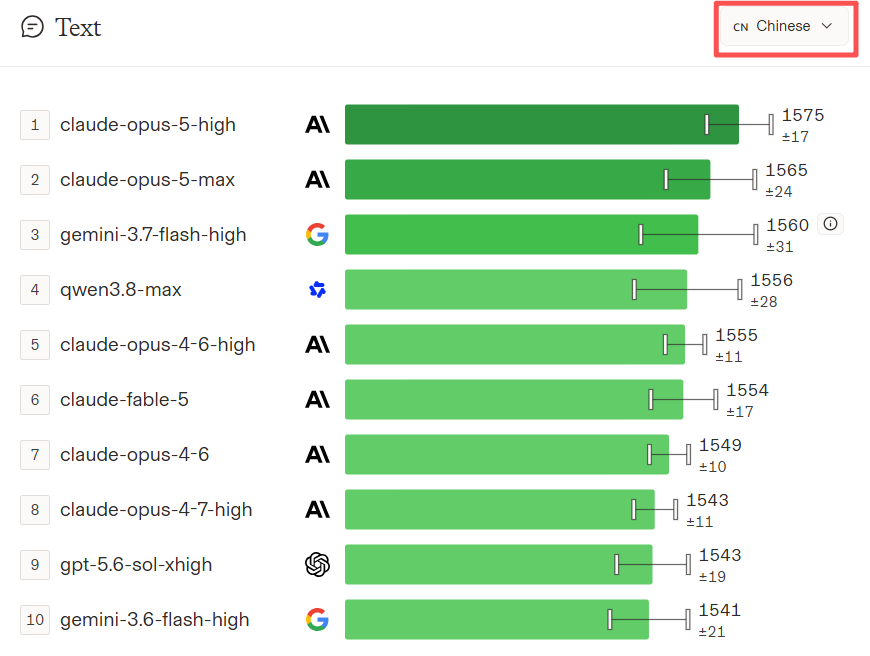 Text
CN Chinese
1 claude-opus-5-high 1575
±17
2 claude-opus-5-max 1565
±24
3 gemini-3.7-flash-high 1560
±31
4 qwen3.8-max 1556
±28
5 claude-opus-4-6-high 1555
±11
6 claude-fable-5 1554
±17
7 claude-opus-4-6 1549
±10
8 claude-opus-4-7-high 1543
±11
9 gpt-5.6-sol-xhigh 1543
±19
10 gemini-3.6-flash-high 1541
±21